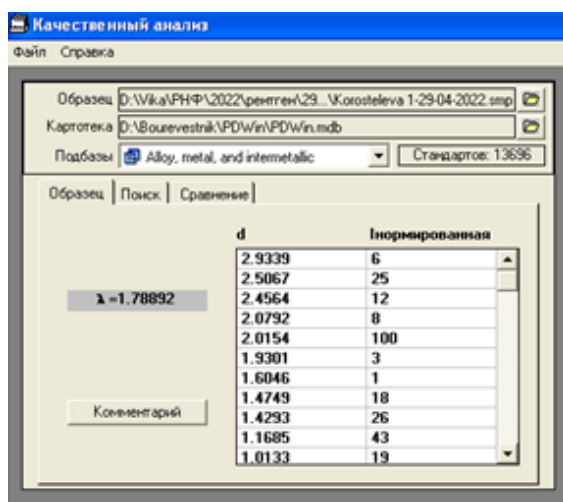 Качественный анализ
Файл Справка
Образец D:\Vika\РНФ\2022\рентген\29...\Korosteleva 1-29-04-2022.smp
Картотека D:\Bourevestnik\PDWin\PDWin.mdb
Подбазы Alloy, metal, and intermetallic Стандартов: 13696
Образец Поиск Сравнение
d Iнормированная
2.9339 6
2.5067 25
λ =1.78892 2.4564 12
2.0792 8
2.0154 100
1.9301 3
1.6046 1
1.4749 18
Комментарий 1.4293 26
1.1685 43
1.0133 19